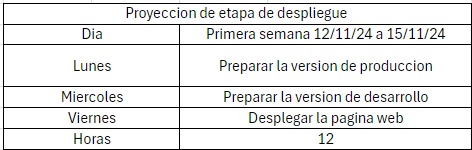 Proyeccion de etapa de despliegue
Dia Primera semana 12/11/24 a 15/11/24
Lunes Preparar la version de produccion
Miercoles Preparar la version de desarrollo
Viernes Desplegar la pagina web
Horas 12